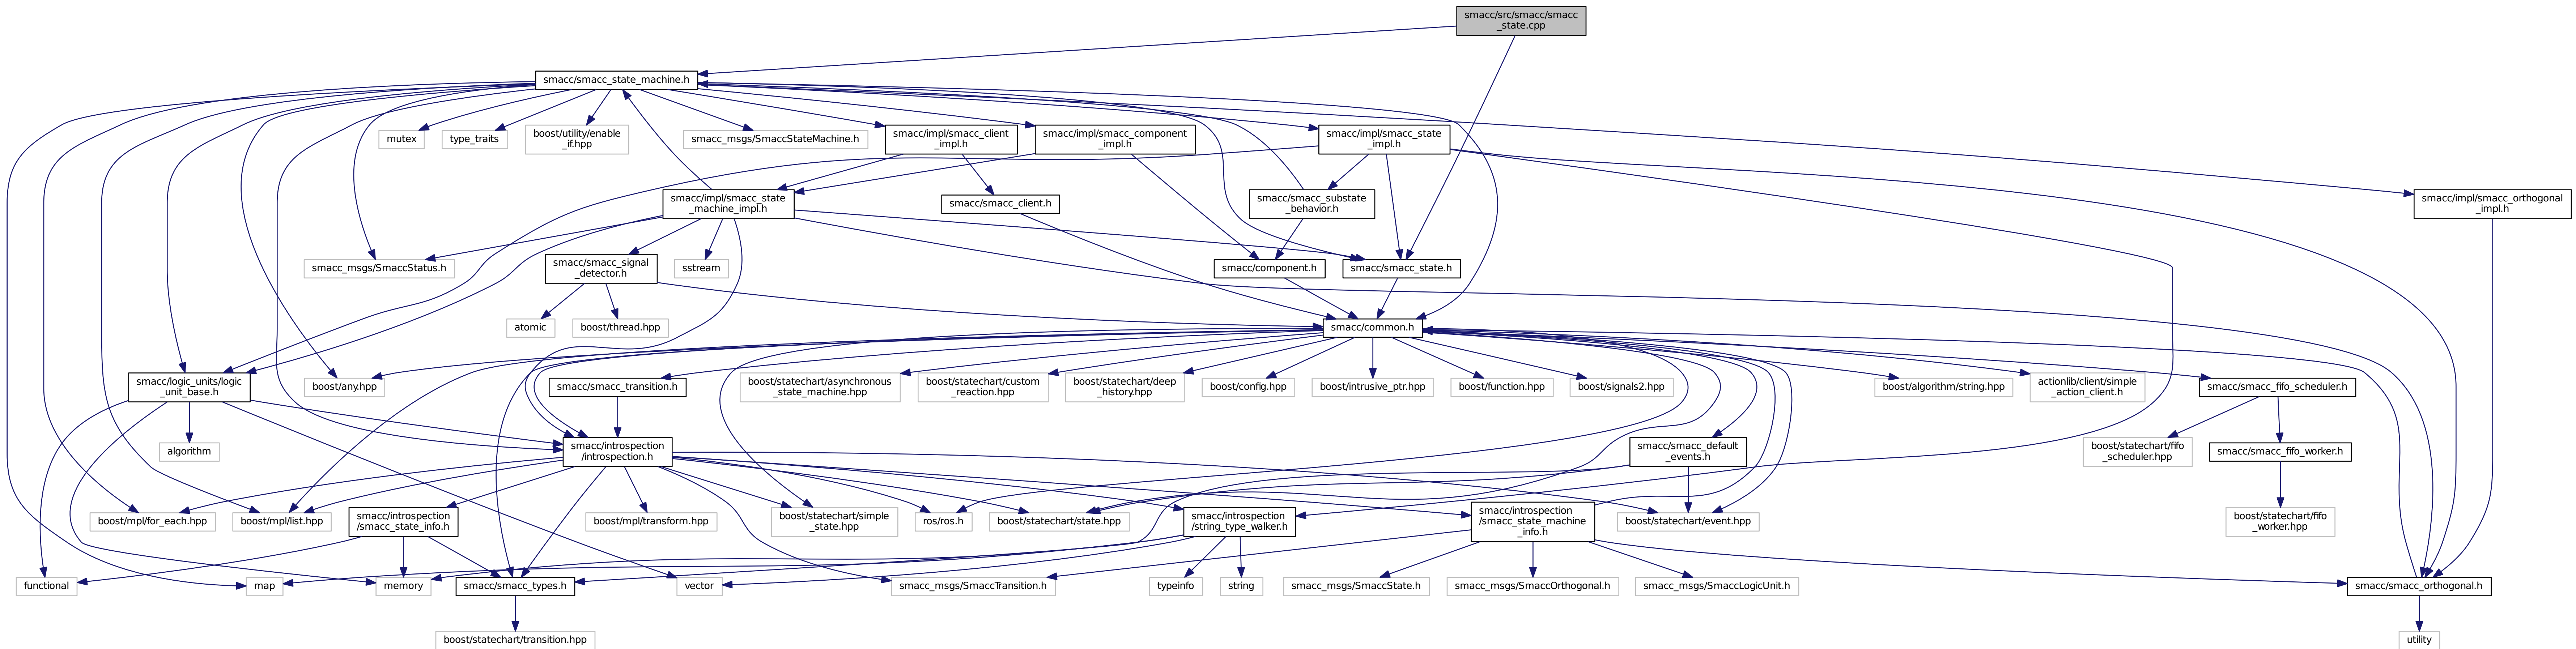 smacc/src/smacc/smacc
_state.cpp
smacc/smacc_state_machine.h
mutex
type_traits
boost/utility/enable
_if.hpp
smacc_msgs/SmaccStateMachine.h
smacc/impl/smacc_client
_impl.h
smacc/impl/smacc_component
_impl.h
smacc/impl/smacc_state
_impl.h
smacc/impl/smacc_state
_machine_impl.h
smacc/smacc_client.h
smacc/smacc_substate
_behavior.h
smacc/impl/smacc_orthogonal
_impl.h
smacc_msgs/SmaccStatus.h
smacc/smacc_signal
_detector.h
sstream
smacc/component.h
smacc/smacc_state.h
atomic
boost/thread.hpp
smacc/common.h
smacc/logic_units/logic
_unit_base.h
boost/any.hpp
smacc/smacc_transition.h
boost/statechart/asynchronous
_state_machine.hpp
boost/statechart/custom
_reaction.hpp
boost/statechart/deep
_history.hpp
boost/config.hpp
boost/intrusive_ptr.hpp
boost/function.hpp
boost/signals2.hpp
boost/algorithm/string.hpp
actionlib/client/simple
_action_client.h
smacc/smacc_fifo_scheduler.h
algorithm
smacc/introspection
/introspection.h
smacc/smacc_default
_events.h
boost/statechart/fifo
_scheduler.hpp
smacc/smacc_fifo_worker.h
boost/mpl/for_each.hpp
boost/mpl/list.hpp
smacc/introspection
/smacc_state_info.h
boost/mpl/transform.hpp
boost/statechart/simple
_state.hpp
ros/ros.h
boost/statechart/state.hpp
smacc/introspection
/string_type_walker.h
smacc/introspection
/smacc_state_machine
_info.h
boost/statechart/event.hpp
boost/statechart/fifo
_worker.hpp
functional
map
memory
smacc/smacc_types.h
vector
smacc_msgs/SmaccTransition.h
typeinfo
string
smacc_msgs/SmaccState.h
smacc_msgs/SmaccOrthogonal.h
smacc_msgs/SmaccLogicUnit.h
smacc/smacc_orthogonal.h
boost/statechart/transition.hpp
utility